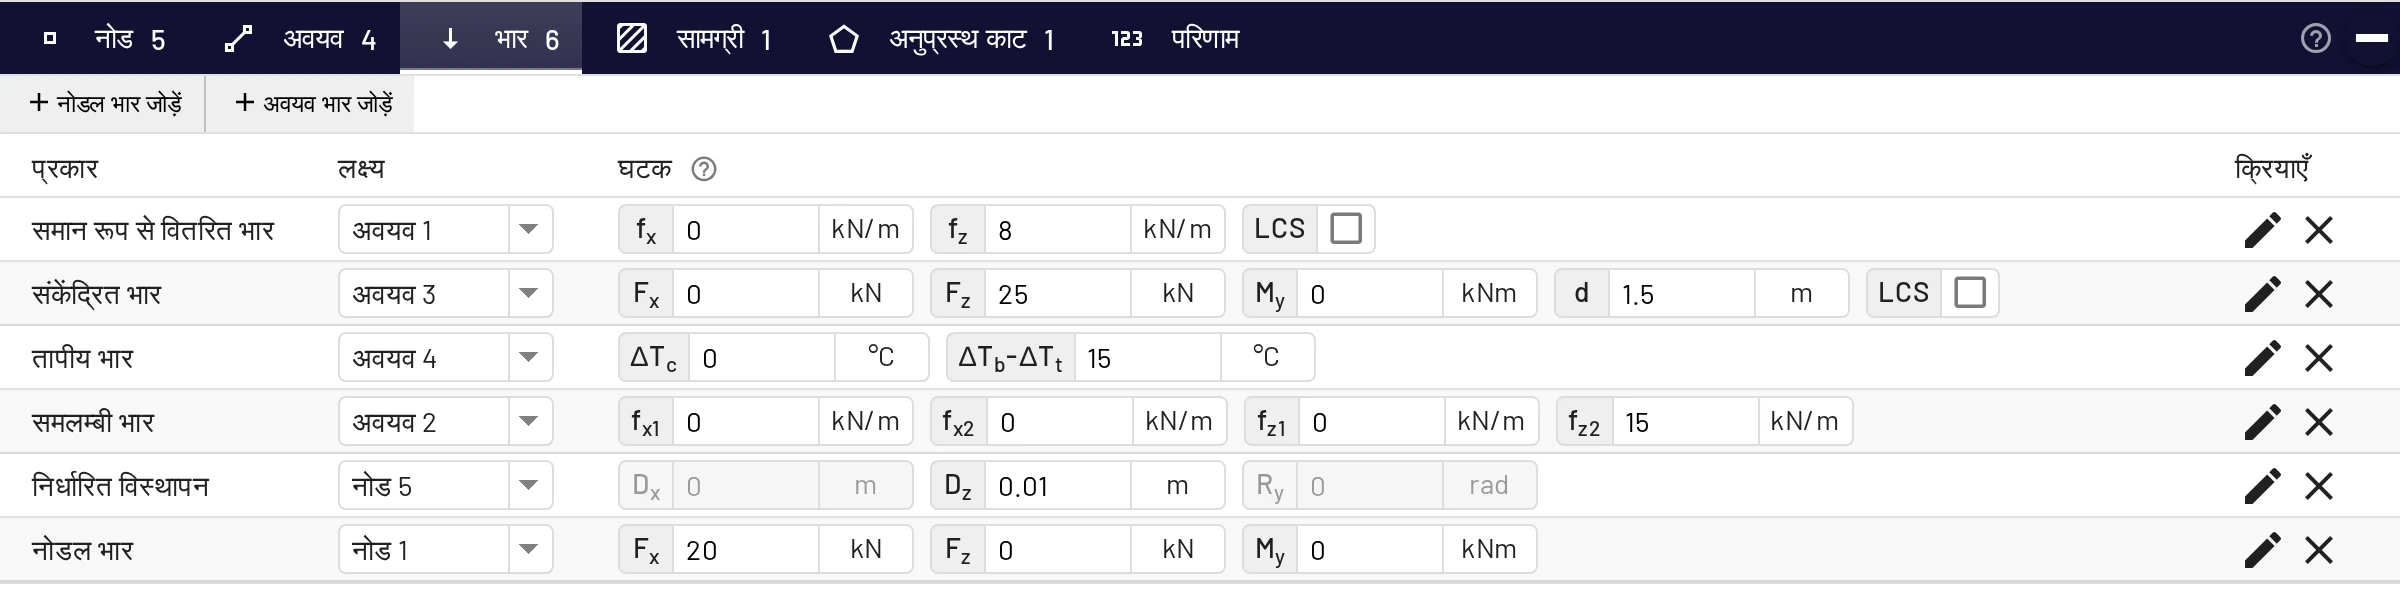 नोड 5 अवयव 4 भार 6 सामग्री 1 अनुप्रस्थ काट 1 123 परिणाम ?
+ नोडल भार जोड़ें + अवयव भार जोड़ें
प्रकार लक्ष्य घटक ? क्रियाएँ
समान रूप से वितरित भार अवयव 1 fx 0 kN/m fz 8 kN/m LCS
संकेंद्रित भार अवयव 3 Fx 0 kN Fz 25 kN My 0 kNm d 1.5 m LCS
तापीय भार अवयव 4 ΔTc 0 °C ΔTb-ΔTt 15 °C
समलम्बी भार अवयव 2 fx1 0 kN/m fx2 0 kN/m fz1 0 kN/m fz2 15 kN/m
निर्धारित विस्थापन नोड 5 Dx 0 m Dz 0.01 m Ry 0 rad
नोडल भार नोड 1 Fx 20 kN Fz 0 kN My 0 kNm